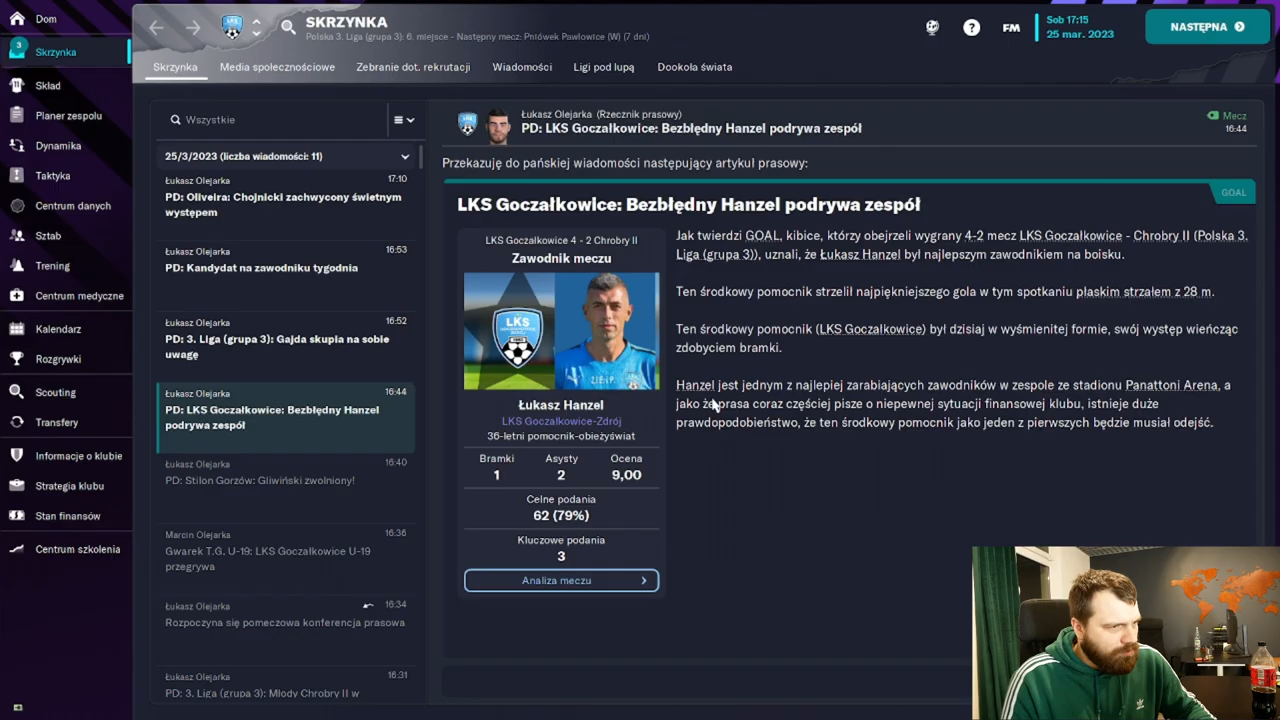 Dom
3
Skrzynka
11
Skład
Planer zespołu
Dynamika
Taktyka
Centrum danych
Sztab
Trening
Centrum medyczne
Kalendarz
Rozgrywki
Scouting
Transfery
Informacje o klubie
Strategia klubu
Stan finansów
Centrum szkolenia
LKS
SKRZYNKA
Polska 3. Liga (grupa 3): 6. miejsce - Następny mecz: Pniówek Pawłowice (W) (7 dni)
?
FM
Sob 17:15
25 mar. 2023
NASTĘPNA
Skrzynka
Media społecznościowe
Zebranie dot. rekrutacji
Wiadomości
Ligi pod lupą
Dookoła świata
Wszystkie
25/3/2023 (liczba wiadomości: 11)
Łukasz Olejarka 17:10
PD: Oliveira: Chojnicki zachwycony świetnym
występem
Łukasz Olejarka 16:53
PD: Kandydat na zawodniku tygodnia
Łukasz Olejarka 16:52
PD: 3. Liga (grupa 3): Gajda skupia na sobie
uwagę
Łukasz Olejarka 16:44
PD: LKS Goczałkowice: Bezbłędny Hanzel
podrywa zespół
Łukasz Olejarka 16:40
PD: Stilon Gorzów: Gliwiński zwolniony!
Marcin Olejarka 16:36
Gwarek T.G. U-19: LKS Goczałkowice U-19
przegrywa
Łukasz Olejarka 16:34
Rozpoczyna się pomeczowa konferencja prasowa
Łukasz Olejarka 16:31
PD: 3. Liga (grupa 3): Młody Chrobry II w
Łukasz Olejarka (Rzecznik prasowy)
PD: LKS Goczałkowice: Bezbłędny Hanzel podrywa zespół
Mecz
16:44
Przekazuję do pańskiej wiadomości następujący artykuł prasowy:
GOAL
LKS Goczałkowice: Bezbłędny Hanzel podrywa zespół
LKS Goczałkowice 4 - 2 Chrobry II
Zawodnik meczu
LKS
Łukasz Hanzel
LKS Goczałkowice-Zdrój
36-letni pomocnik-obieżyświat
Bramki Asysty Ocena
1 2 9,00
Celne podania
62 (79%)
Kluczowe podania
3
Analiza meczu
Jak twierdzi GOAL, kibice, którzy obejrzeli wygrany 4-2 mecz LKS Goczałkowice - Chrobry II (Polska 3.
Liga (grupa 3)), uznali, że Łukasz Hanzel był najlepszym zawodnikiem na boisku.
Ten środkowy pomocnik strzelił najpiękniejszego gola w tym spotkaniu płaskim strzałem z 28 m.
Ten środkowy pomocnik (LKS Goczałkowice) był dzisiaj w wyśmienitej formie, swój występ wieńcząc
zdobyciem bramki.
Hanzel jest jednym z najlepiej zarabiających zawodników w zespole ze stadionu Panattoni Arena, a
jako że prasa coraz częściej pisze o niepewnej sytuacji finansowej klubu, istnieje duże
prawdopodobieństwo, że ten środkowy pomocnik jako jeden z pierwszych będzie musiał odejść.